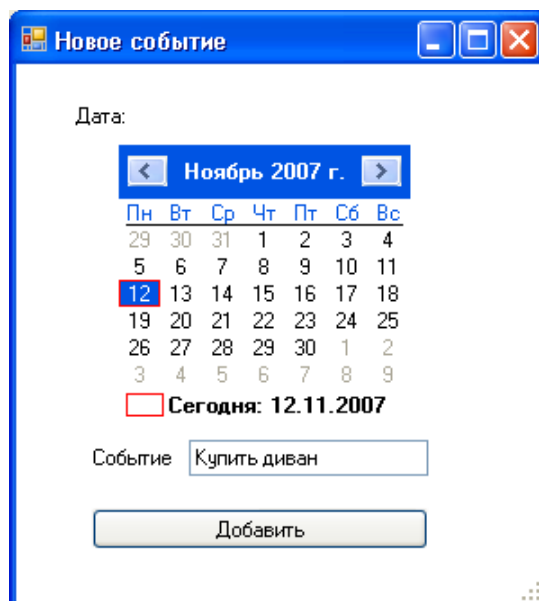 Новое событие
Дата:
Ноябрь 2007 г.
Пн Вт Ср Чт Пт Сб Вс
29 30 31 1 2 3 4
5 6 7 8 9 10 11
12 13 14 15 16 17 18
19 20 21 22 23 24 25
26 27 28 29 30 1 2
3 4 5 6 7 8 9
Сегодня: 12.11.2007
Событие Купить диван
Добавить